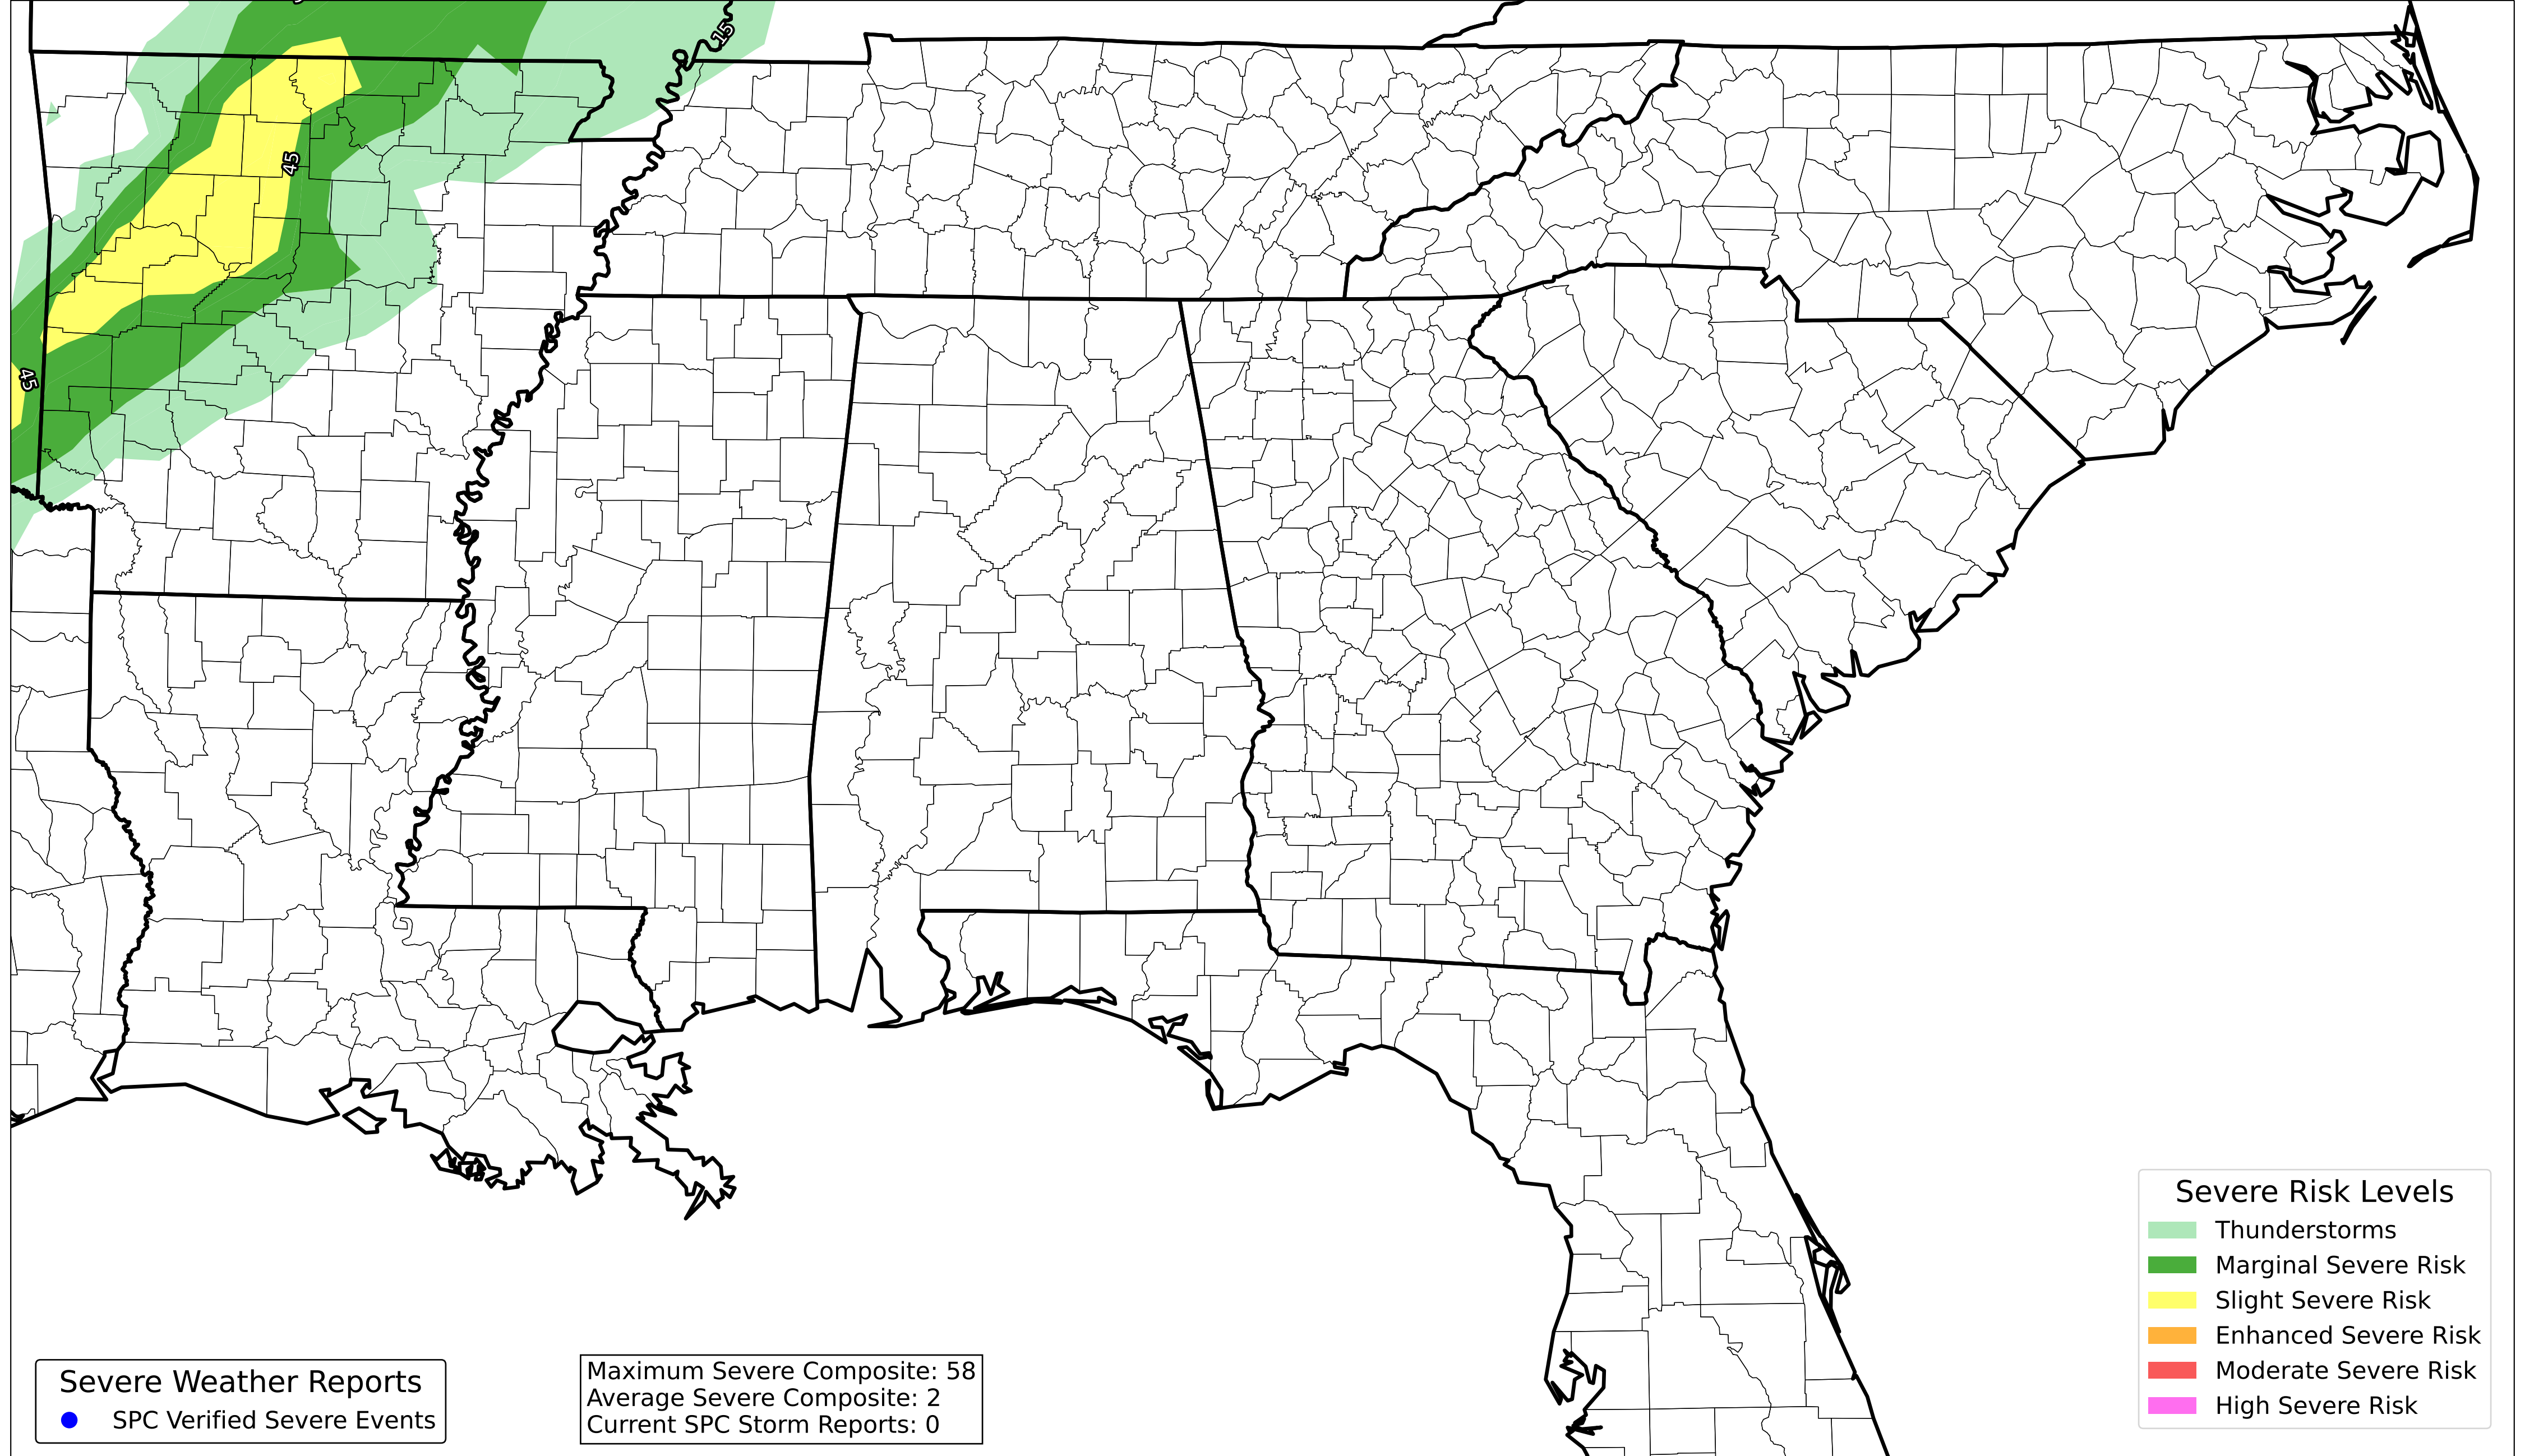 15
45
45
Severe Risk Levels
Thunderstorms
Marginal Severe Risk
Slight Severe Risk
Enhanced Severe Risk
Moderate Severe Risk
High Severe Risk
Severe Weather Reports
SPC Verified Severe Events
Maximum Severe Composite: 58
Average Severe Composite: 2
Current SPC Storm Reports: 0